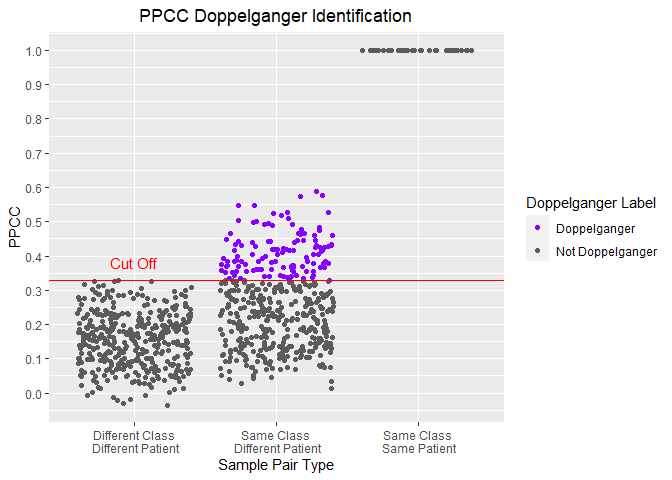 PPCC Doppelganger Identification
PPCC
1.0
0.9
0.8
0.7
0.6
0.5
0.4
0.3
0.2
0.1
0.0
Cut Off
Different Class
Different Patient
Same Class
Different Patient
Same Class
Same Patient
Sample Pair Type
Doppelganger Label
Doppelganger
Not Doppelganger